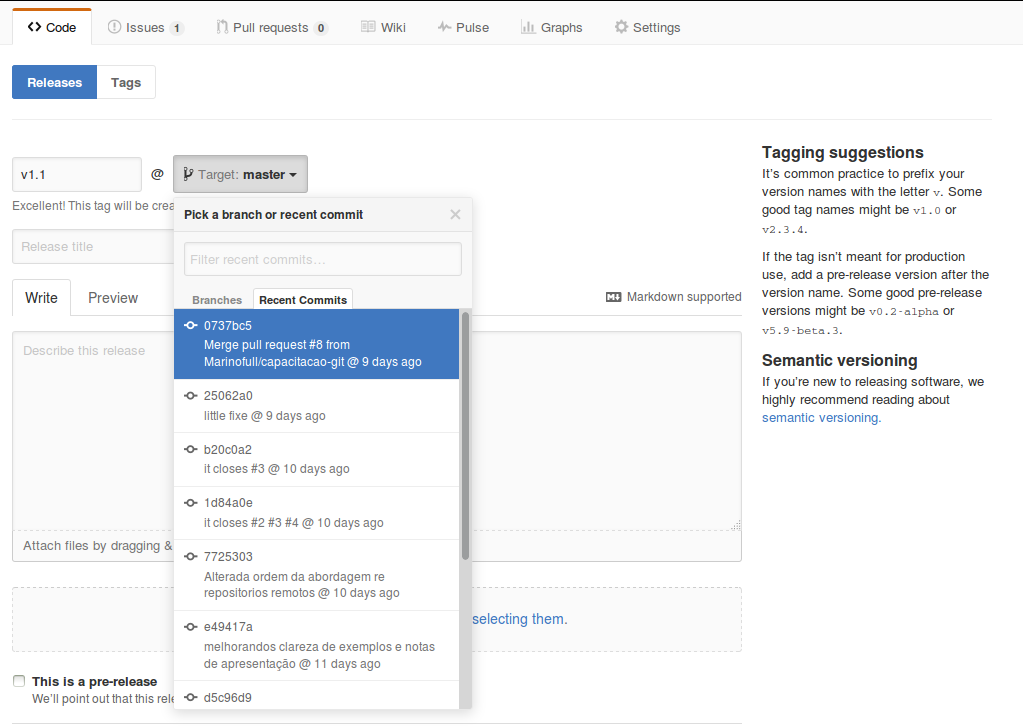 Code Issues 1 Pull requests 0 Wiki Pulse Graphs Settings
Releases Tags
v1.1 @ Target: master
Excellent! This tag will be crea
Release title
Write Preview
Markdown supported
Describe this release
Attach files by dragging &
selecting them.
This is a pre-release
We'll point out that this rele
Pick a branch or recent commit
Filter recent commits…
Branches Recent Commits
0737bc5
Merge pull request #8 from
Marinofull/capacitacao-git @ 9 days ago
25062a0
little fixe @ 9 days ago
b20c0a2
it closes #3 @ 10 days ago
1d84a0e
it closes #2 #3 #4 @ 10 days ago
7725303
Alterada ordem da abordagem re
repositorios remotos @ 10 days ago
e49417a
melhorandos clareza de exemplos e notas
de apresentação @ 11 days ago
d5c96d9
Tagging suggestions
It's common practice to prefix your
version names with the letter v. Some
good tag names might be v1.0 or
v2.3.4.
If the tag isn't meant for production
use, add a pre-release version after the
version name. Some good pre-release
versions might be v0.2-alpha or
v5.9-beta.3.
Semantic versioning
If you're new to releasing software, we
highly recommend reading about
semantic versioning.